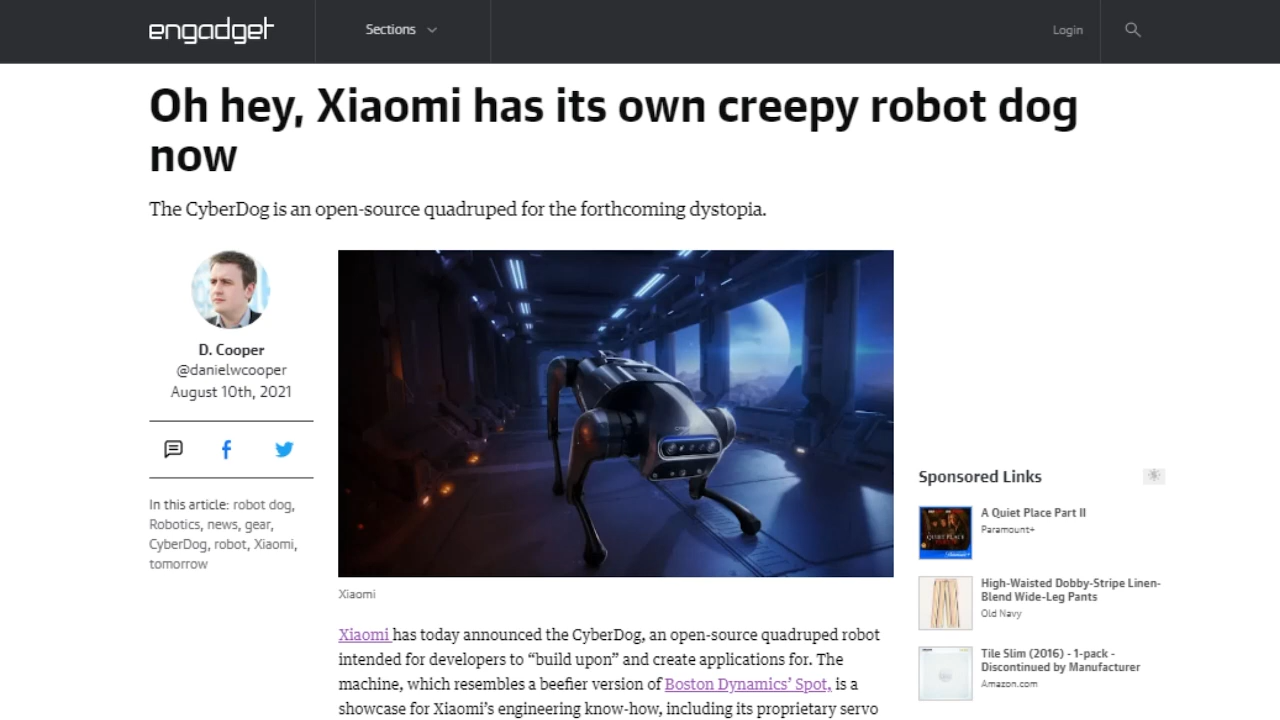 engadget
Sections
Login
Oh hey, Xiaomi has its own creepy robot dog
now
The CyberDog is an open-source quadruped for the forthcoming dystopia.
D. Cooper
@danielwcooper
August 10th, 2021
In this article: robot dog,
Robotics, news, gear,
CyberDog, robot, Xiaomi,
tomorrow
Xiaomi
Xiaomi has today announced the CyberDog, an open-source quadruped robot
intended for developers to “build upon” and create applications for. The
machine, which resembles a beefier version of Boston Dynamics’ Spot, is a
showcase for Xiaomi’s engineering know-how, including its proprietary servo
Sponsored Links
A Quiet Place Part II
Paramount+
High-Waisted Dobby-Stripe Linen-
Blend Wide-Leg Pants
Old Navy
Tile Slim (2016) - 1-pack -
Discontinued by Manufacturer
Amazon.com